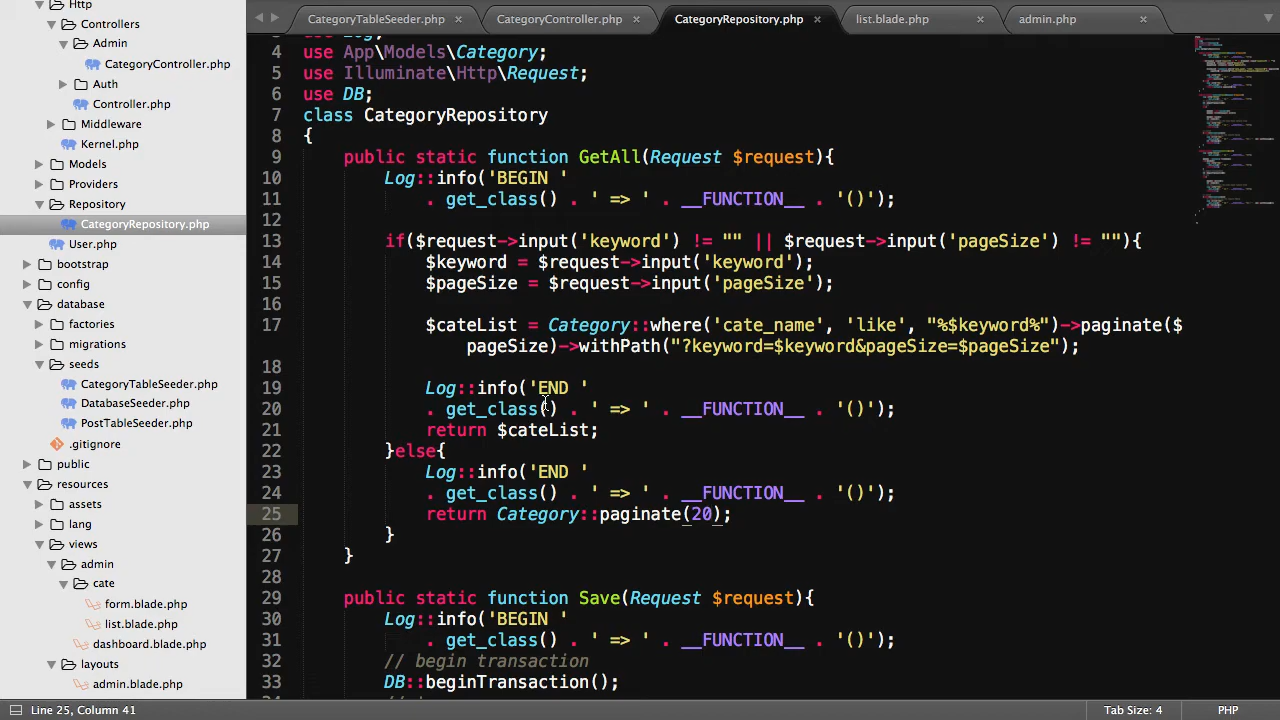 Http
Controllers
Admin
CategoryController.php
Auth
Controller.php
Middleware
Kernel.php
Models
Providers
Repository
CategoryRepository.php
User.php
bootstrap
config
database
factories
migrations
seeds
CategoryTableSeeder.php
DatabaseSeeder.php
PostTableSeeder.php
.gitignore
public
resources
assets
lang
views
admin
cate
form.blade.php
list.blade.php
dashboard.blade.php
layouts
admin.blade.php
CategoryTableSeeder.php × CategoryController.php × CategoryRepository.php × list.blade.php × admin.php ×
3 use Log;
4 use App\Models\Category;
5 use Illuminate\Http\Request;
6 use DB;
7 class CategoryRepository
8 {
9 public static function GetAll(Request $request){
10 Log::info('BEGIN '
11 . get_class() . ' => ' . __FUNCTION__ . '()');
12
13 if($request->input('keyword') != "" || $request->input('pageSize') != ""){
14 $keyword = $request->input('keyword');
15 $pageSize = $request->input('pageSize');
16
17 $cateList = Category::where('cate_name', 'like', "%$keyword%")->paginate($
pageSize)->withPath("?keyword=$keyword&pageSize=$pageSize");
18
19 Log::info('END '
20 . get_class() . ' => ' . __FUNCTION__ . '()');
21 return $cateList;
22 }else{
23 Log::info('END '
24 . get_class() . ' => ' . __FUNCTION__ . '()');
25 return Category::paginate(20);
26 }
27 }
28
29 public static function Save(Request $request){
30 Log::info('BEGIN '
31 . get_class() . ' => ' . __FUNCTION__ . '()');
32 // begin transaction
33 DB::beginTransaction();
Line 25, Column 41
Tab Size: 4
PHP